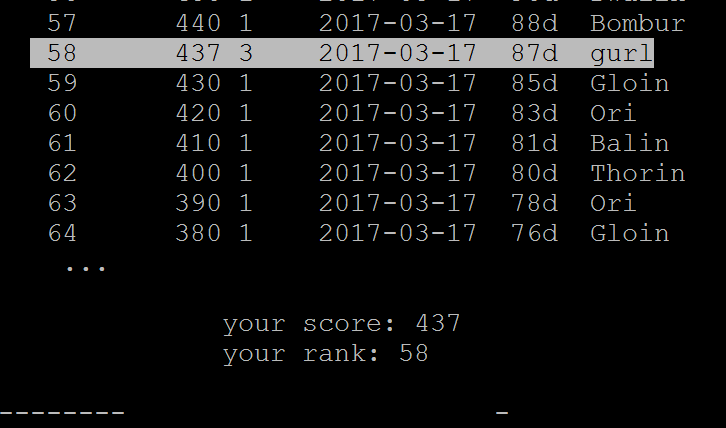 57 440 1 2017-03-17 88d Bombur
58 437 3 2017-03-17 87d gurl
59 430 1 2017-03-17 85d Gloin
60 420 1 2017-03-17 83d Ori
61 410 1 2017-03-17 81d Balin
62 400 1 2017-03-17 80d Thorin
63 390 1 2017-03-17 78d Ori
64 380 1 2017-03-17 76d Gloin
...
your score: 437
your rank: 58
-------- -